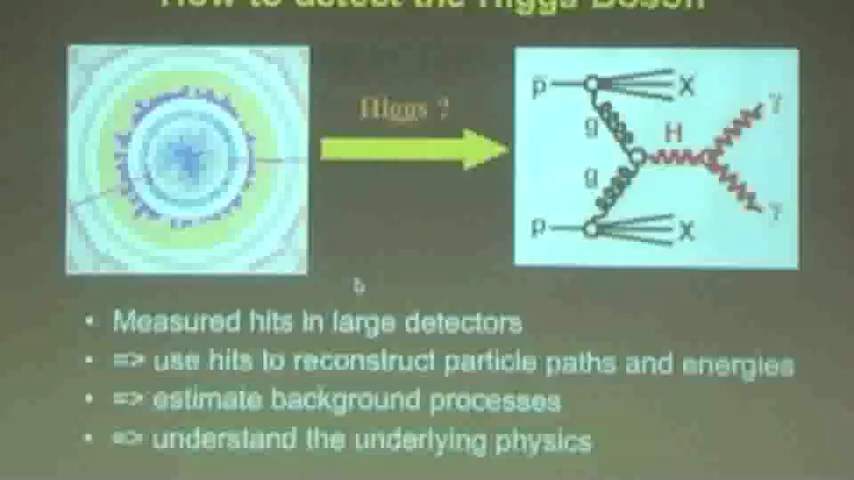 How to detect the Higgs Boson
Higgs ?
p
X
g
H
?
g
p
X
?
• Measured hits in large detectors
• => use hits to reconstruct particle paths and energies
• => estimate background processes
• => understand the underlying physics